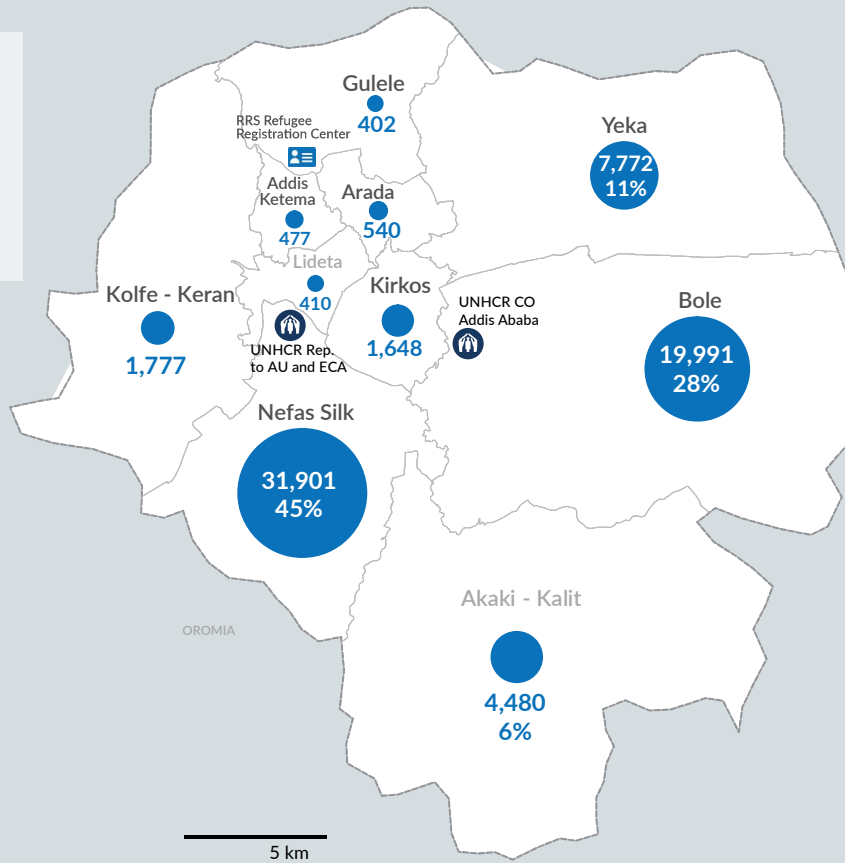 Gulele
402
RRS Refugee
Registration Center
Yeka
7,772
11%
Addis
Ketema
477
Arada
540
Lideta
410
Kolfe - Keran
1,777
Kirkos
1,648
UNHCR CO
Addis Ababa
Bole
19,991
28%
UNHCR Rep.
to AU and ECA
Nefas Silk
31,901
45%
Akaki - Kalit
4,480
6%
OROMIA
5 km